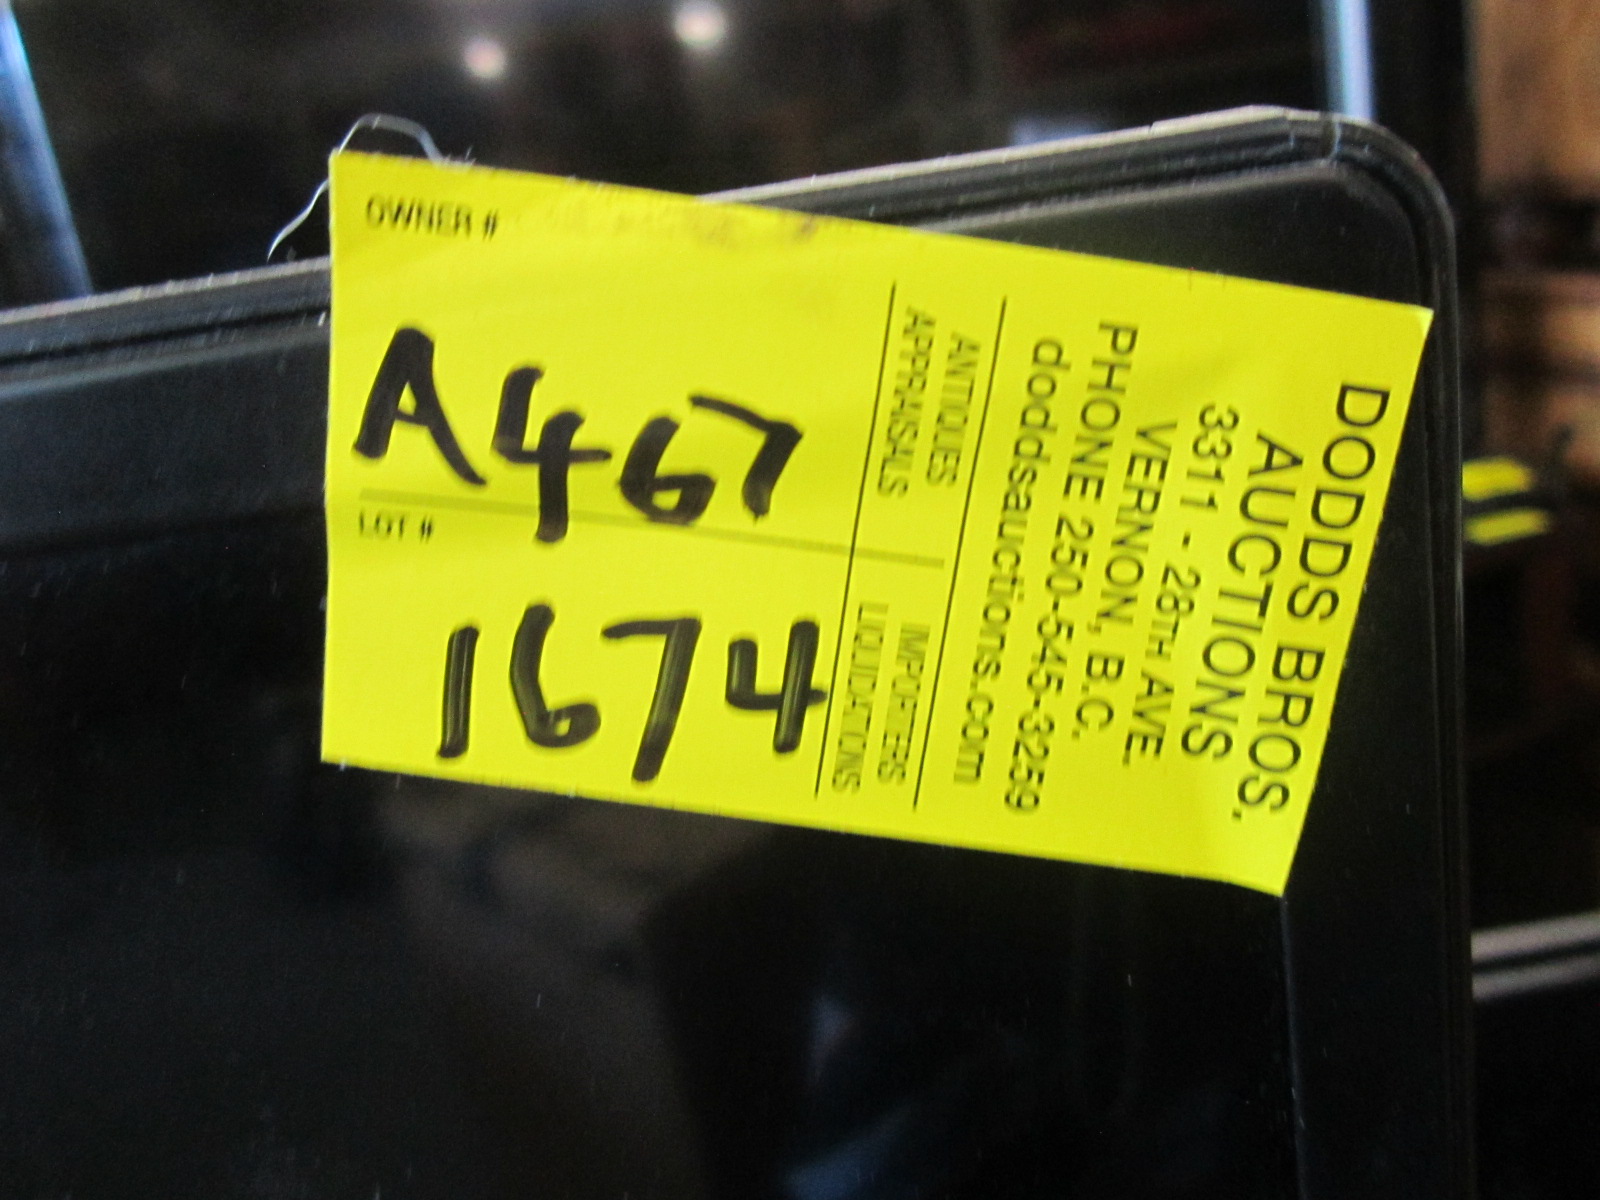 OWNER #
A467
LOT #
1674
ANTIQUES
APPRAISALS
IMPORTERS
LIQUIDATIONS
DODDS BROS.
AUCTIONS
3311 - 28TH AVE.
VERNON, B.C.
PHONE 250-545-3259
doddsauctions.com